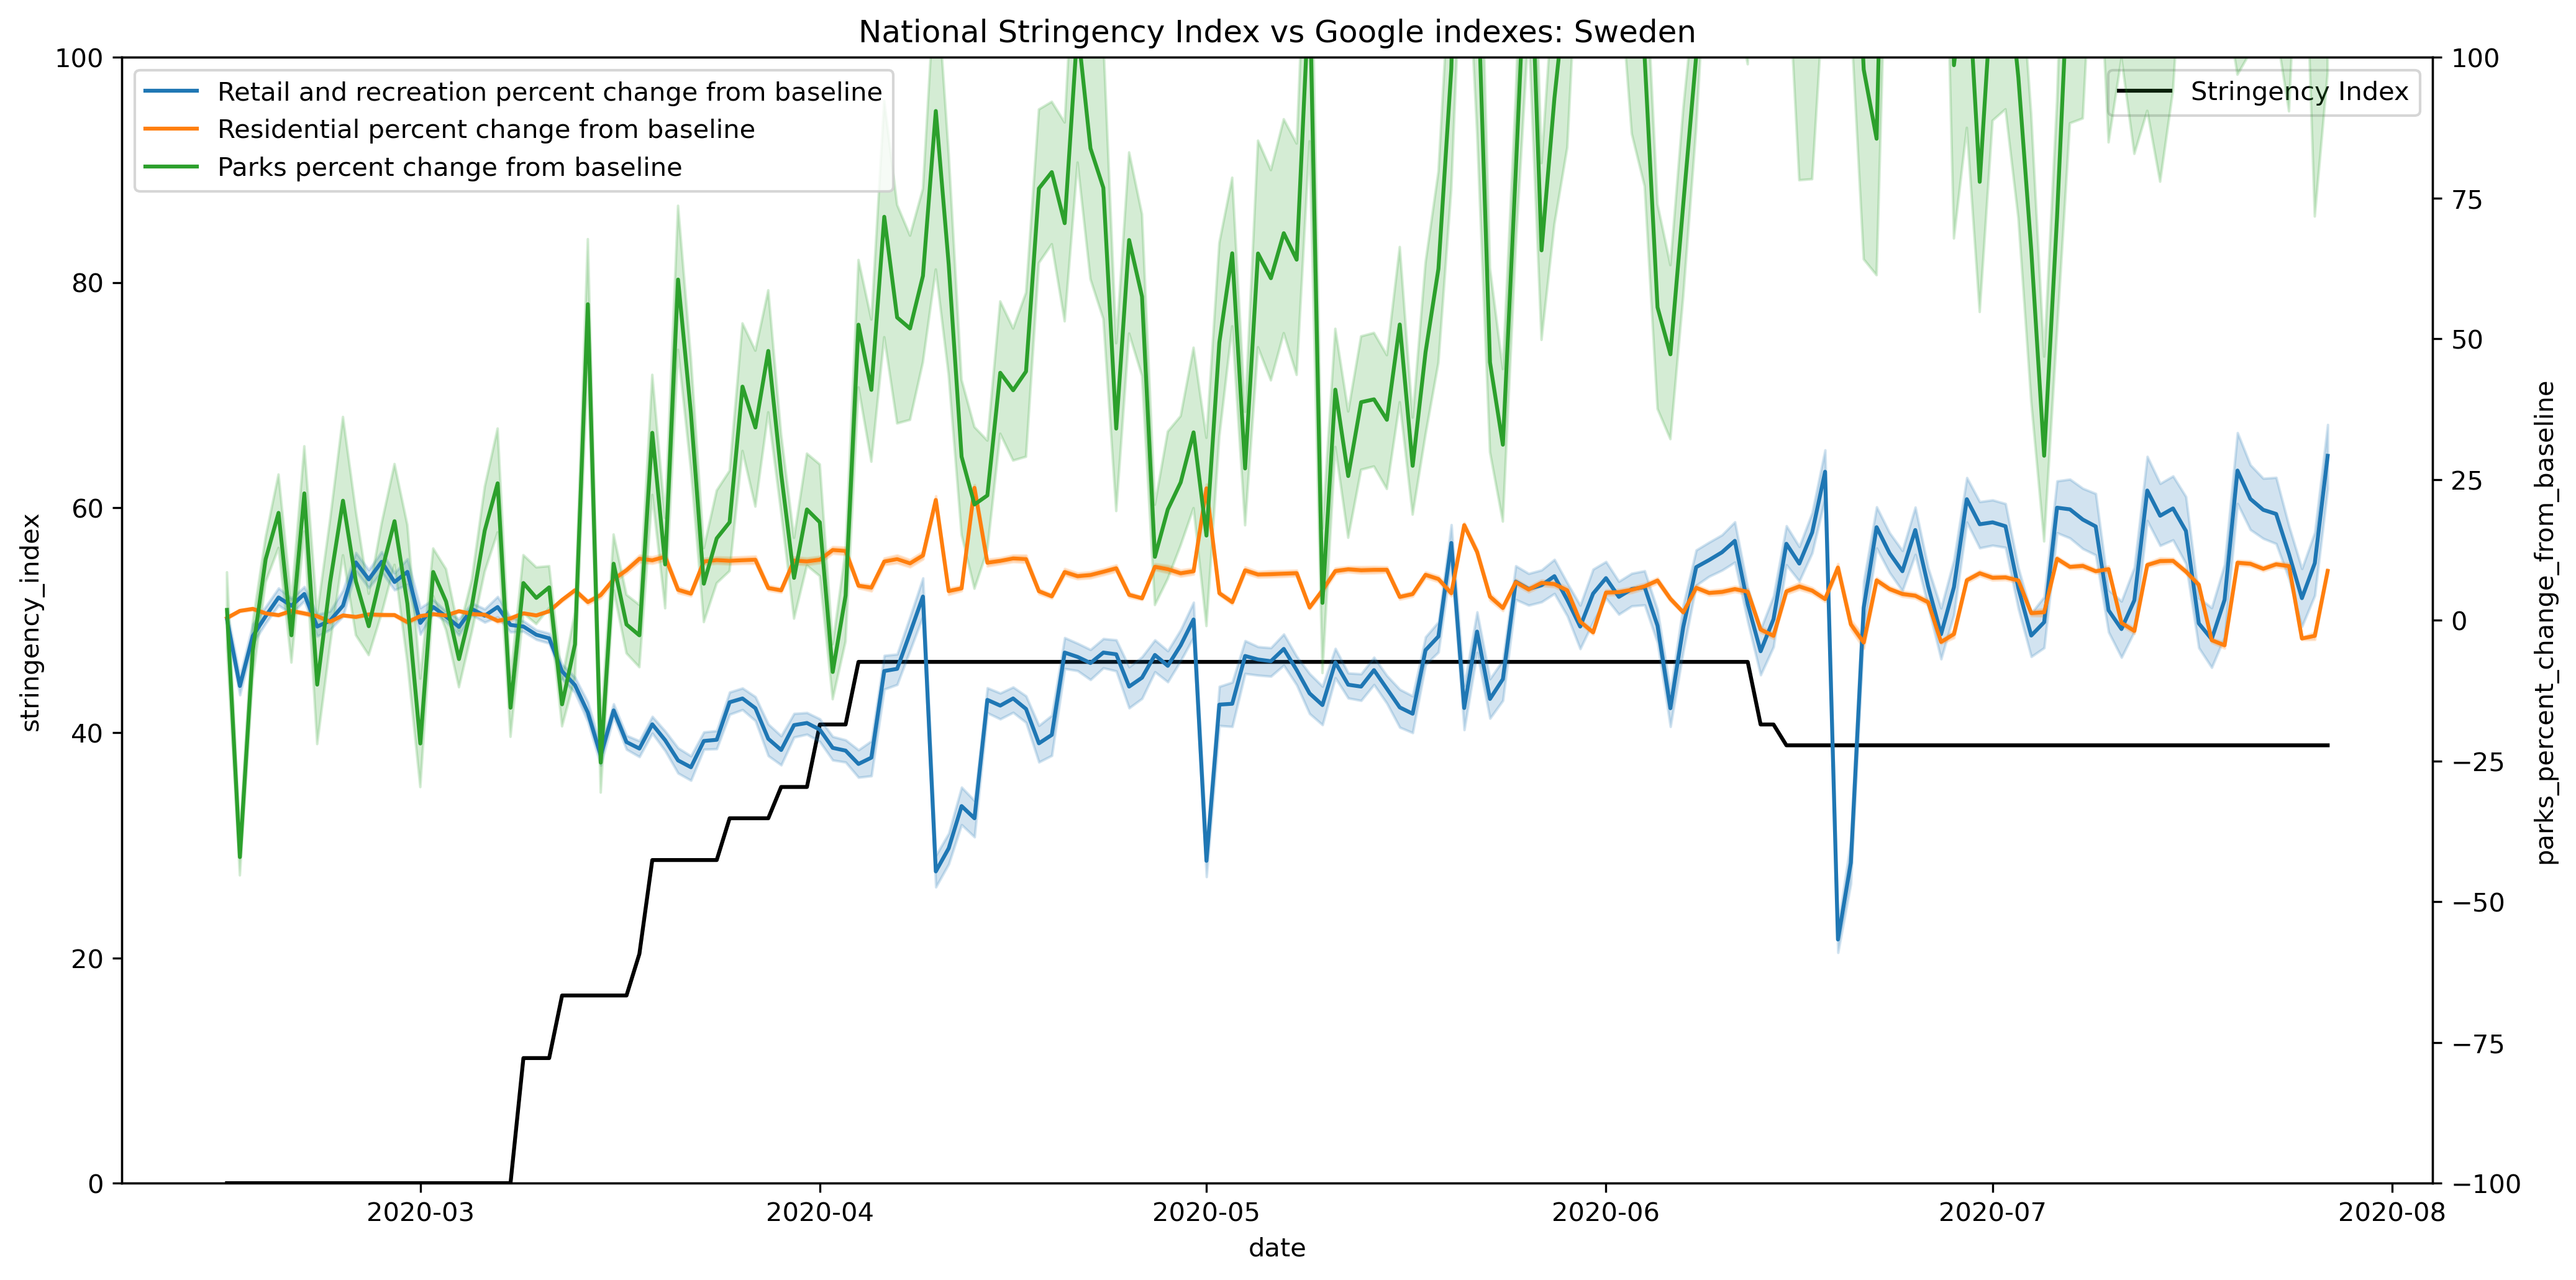 National Stringency Index vs Google indexes: Sweden
Retail and recreation percent change from baseline
Residential percent change from baseline
Parks percent change from baseline
Stringency Index
stringency_index
100
80
60
40
20
0
parks_percent_change_from_baseline
100
75
50
25
0
−25
−50
−75
−100
2020-03
2020-04
2020-05
2020-06
2020-07
2020-08
date